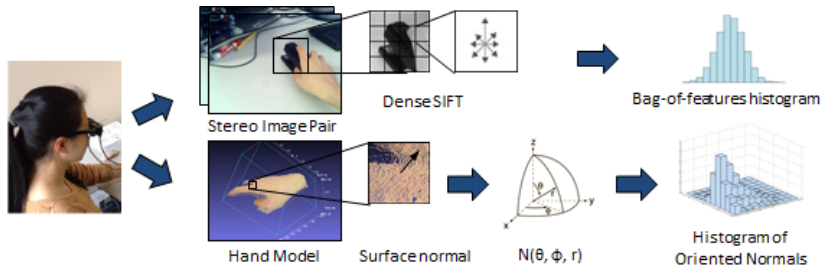 Stereo Image Pair
Dense SIFT
Bag-of-features histogram
z
θ
r
y
ϕ
x
Hand Model
Surface normal
N(θ, ϕ, r)
Histogram of
Oriented Normals